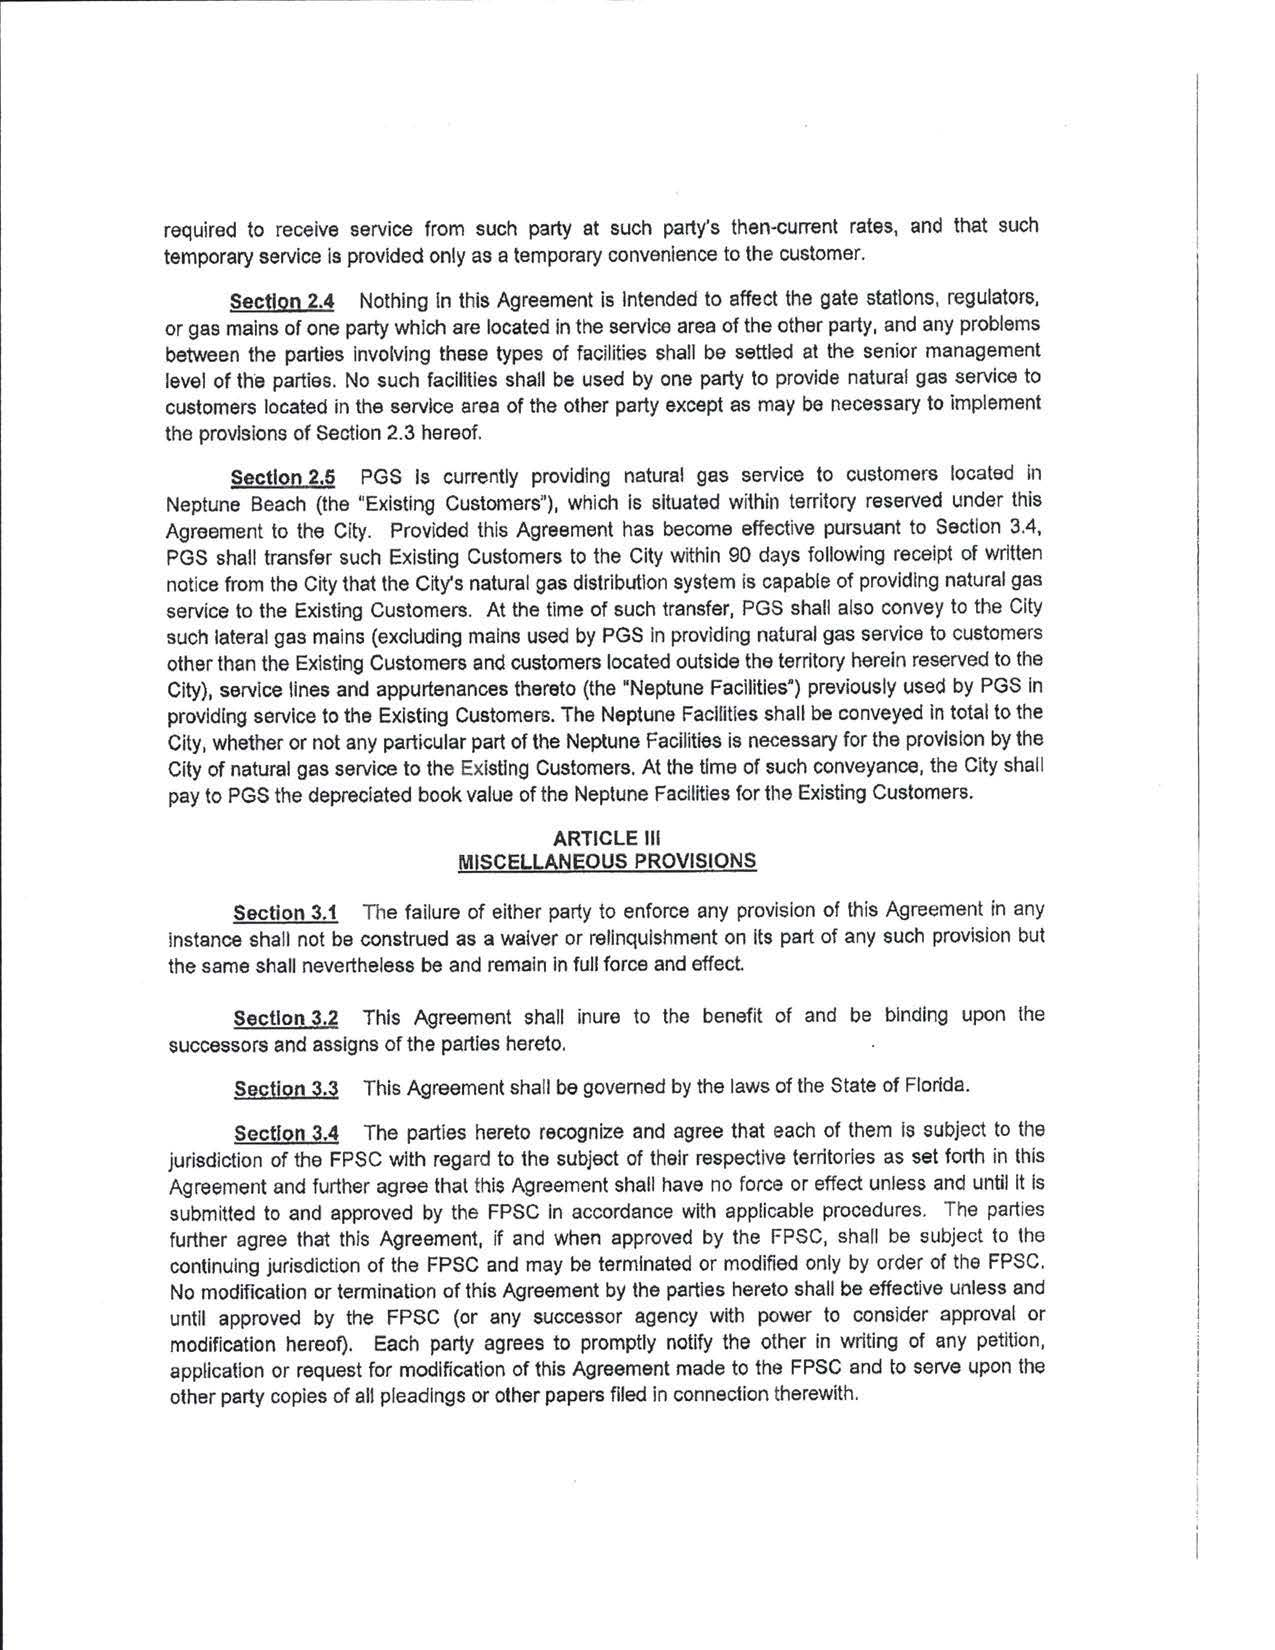 required to receive service from such party at such party's then-current rates, and that such
temporary service is provided only as a temporary convenience to the customer.
Section 2.4 Nothing in this Agreement is intended to affect the gate stations, regulators,
or gas mains of one party which are located in the service area of the other party, and any problems
between the parties involving these types of facilities shall be settled at the senior management
level of the parties. No such facilities shall be used by one party to provide natural gas service to
customers located in the service area of the other party except as may be necessary to implement
the provisions of Section 2.3 hereof.
Section 2.5 PGS is currently providing natural gas service to customers located in
Neptune Beach (the "Existing Customers"), which is situated within territory reserved under this
Agreement to the City. Provided this Agreement has become effective pursuant to Section 3.4,
PGS shall transfer such Existing Customers to the City within 90 days following receipt of written
notice from the City that the City's natural gas distribution system is capable of providing natural gas
service to the Existing Customers. At the time of such transfer, PGS shall also convey to the City
such lateral gas mains (excluding mains used by PGS in providing natural gas service to customers
other than the Existing Customers and customers located outside the territory herein reserved to the
City), service lines and appurtenances thereto (the "Neptune Facilities") previously used by PGS in
providing service to the Existing Customers. The Neptune Facilities shall be conveyed in total to the
City, whether or not any particular part of the Neptune Facilities is necessary for the provision by the
City of natural gas service to the Existing Customers. At the time of such conveyance, the City shall
pay to PGS the depreciated book value of the Neptune Facilities for the Existing Customers.
ARTICLE III
MISCELLANEOUS PROVISIONS
Section 3.1 The failure of either party to enforce any provision of this Agreement in any
instance shall not be construed as a waiver or relinquishment on its part of any such provision but
the same shall nevertheless be and remain in full force and effect.
Section 3.2 This Agreement shall inure to the benefit of and be binding upon the
successors and assigns of the parties hereto.
Section 3.3 This Agreement shall be governed by the laws of the State of Florida.
Section 3.4 The parties hereto recognize and agree that each of them is subject to the
jurisdiction of the FPSC with regard to the subject of their respective territories as set forth in this
Agreement and further agree that this Agreement shall have no force or effect unless and until it is
submitted to and approved by the FPSC in accordance with applicable procedures. The parties
further agree that this Agreement, if and when approved by the FPSC, shall be subject to the
continuing jurisdiction of the FPSC and may be terminated or modified only by order of the FPSC.
No modification or termination of this Agreement by the parties hereto shall be effective unless and
until approved by the FPSC (or any successor agency with power to consider approval or
modification hereof). Each party agrees to promptly notify the other in writing of any petition,
application or request for modification of this Agreement made to the FPSC and to serve upon the
other party copies of all pleadings or other papers filed in connection therewith.